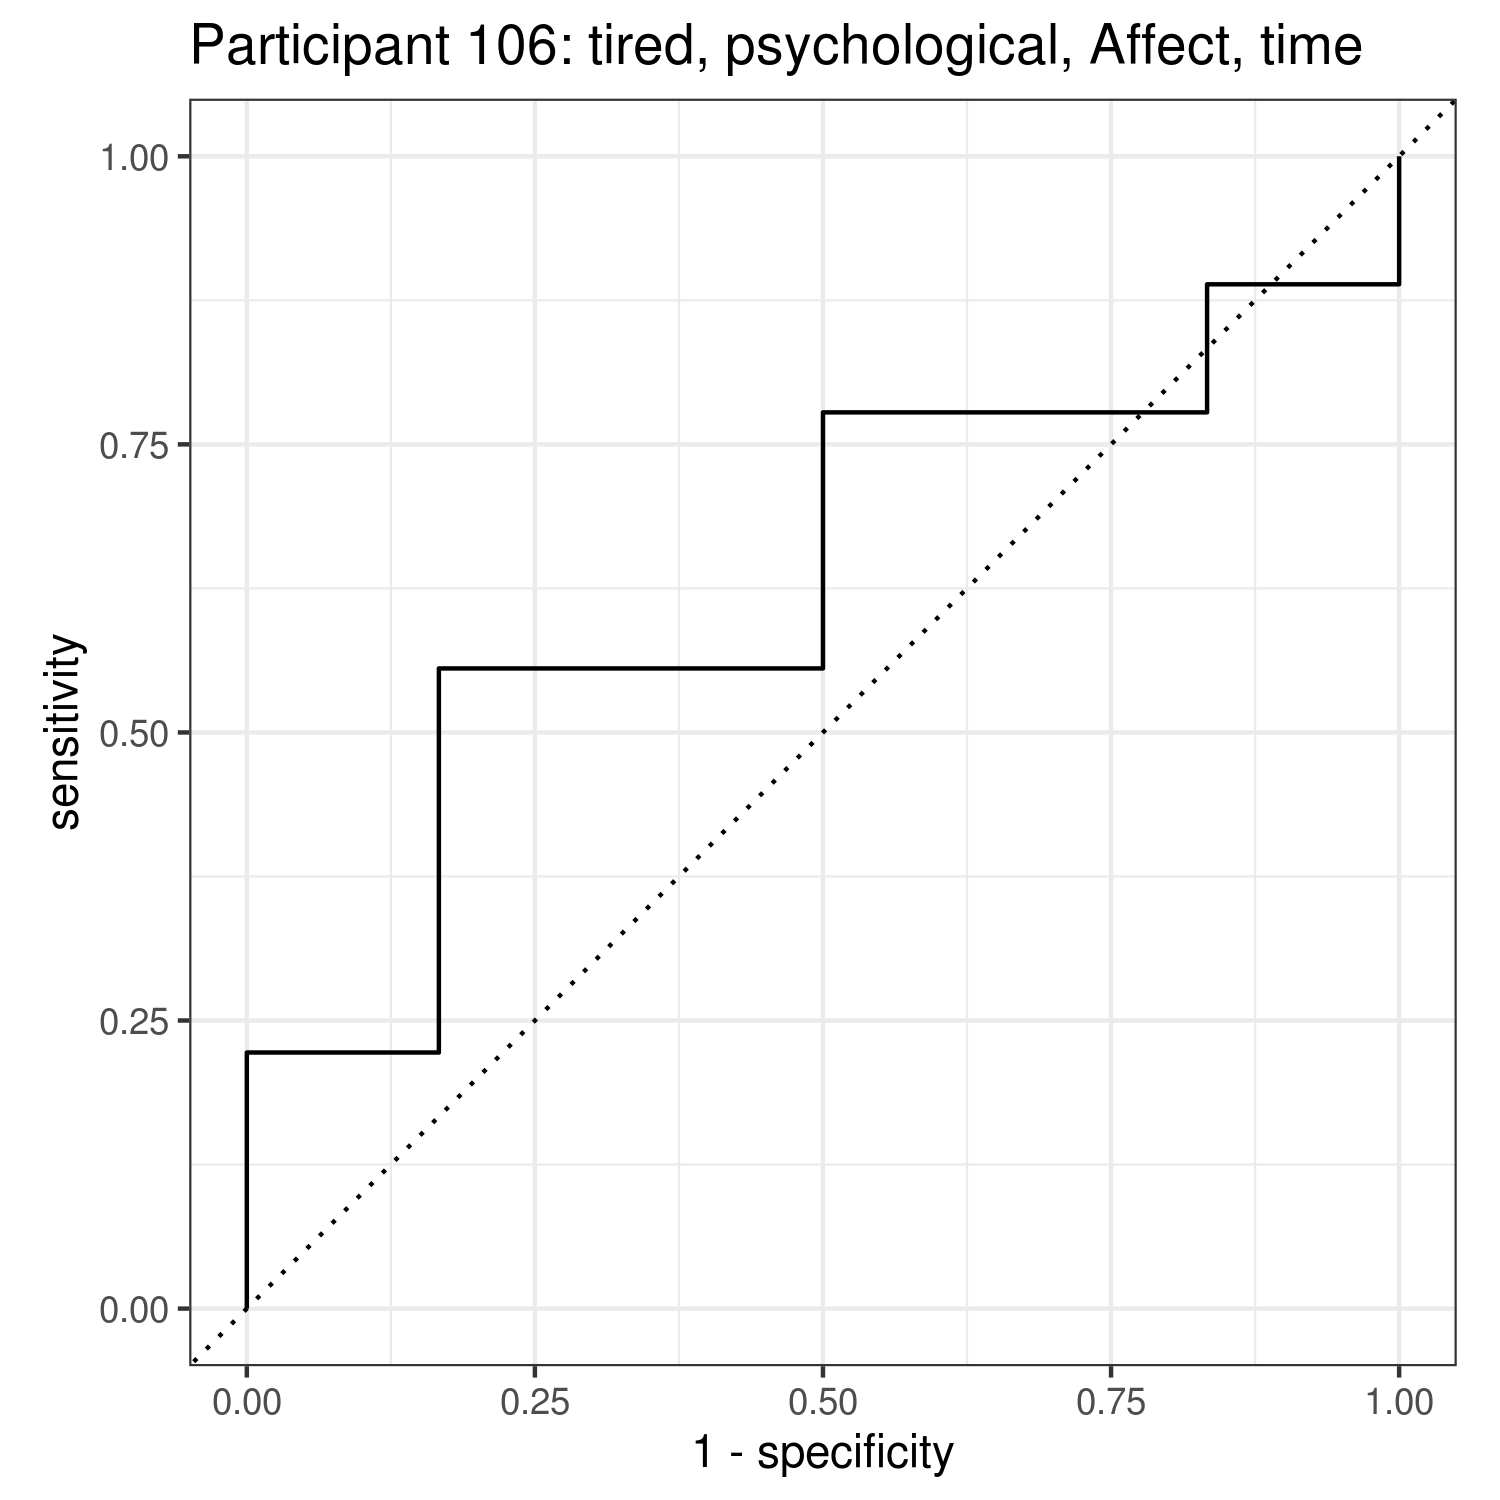 Participant 106: tired, psychological, Affect, time
1.00
0.75
0.50
0.25
0.00
sensitivity
0.00 0.25 0.50 0.75 1.00
1 - specificity